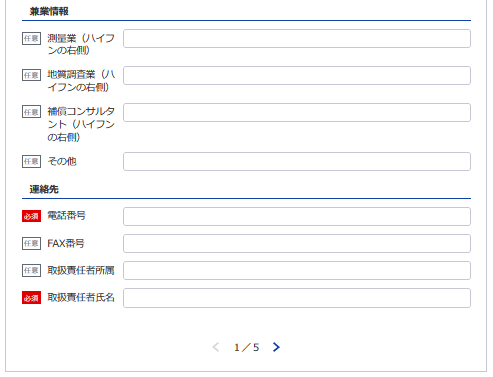 兼業情報
任意 測量業（ハイフ
ンの右側）
任意 地質調査業（ハ
イフンの右側）
任意 補償コンサルタ
ント（ハイフン
の右側）
任意 その他
連絡先
必須 電話番号
任意 FAX番号
任意 取扱責任者所属
必須 取扱責任者氏名
1／5